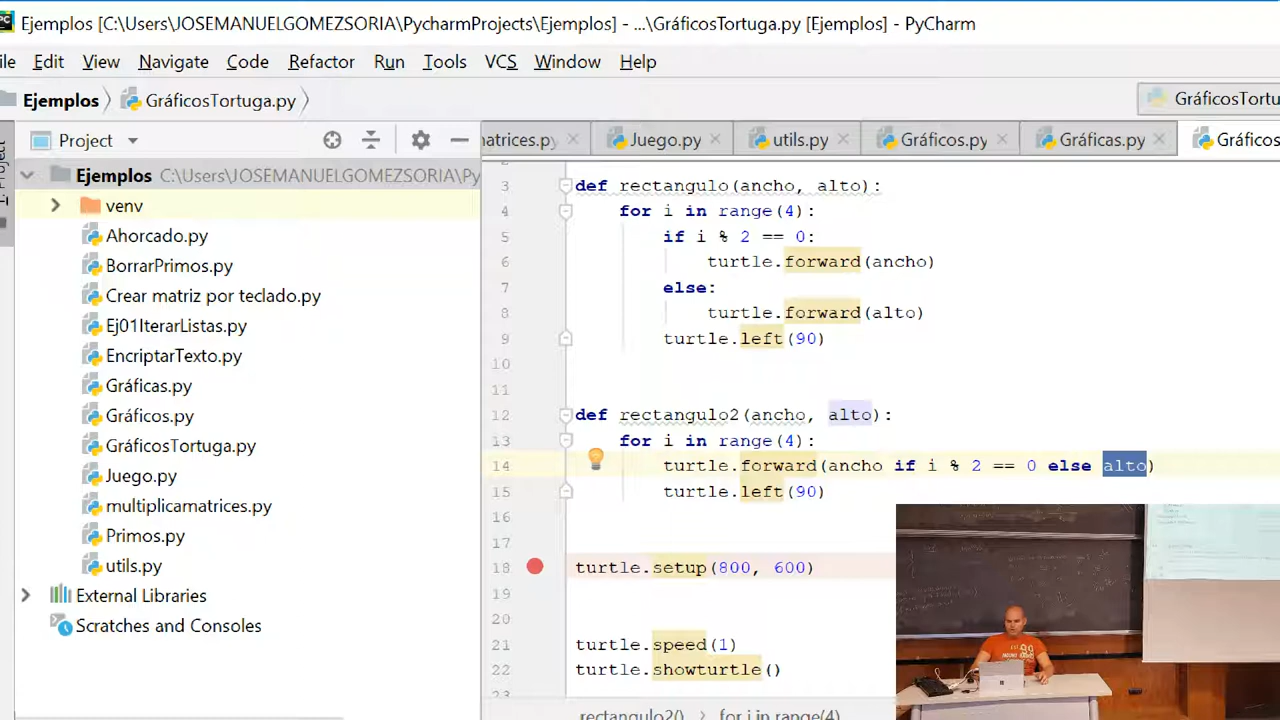 Ejemplos [C:\Users\JOSEMANUELGOMEZSORIA\PycharmProjects\Ejemplos] - ...\GráficosTortuga.py [Ejemplos] - PyCharm
ile Edit View Navigate Code Refactor Run Tools VCS Window Help
Ejemplos GráficosTortuga.py GráficosTortu
Project
atrices.py Juego.py utils.py Gráficos.py Gráficas.py Gráficos
Ejemplos C:\Users\JOSEMANUELGOMEZSORIA\Py
venv
Ahorcado.py
BorrarPrimos.py
Crear matriz por teclado.py
Ej01IterarListas.py
EncriptarTexto.py
Gráficas.py
Gráficos.py
GráficosTortuga.py
Juego.py
multiplicamatrices.py
Primos.py
utils.py
External Libraries
Scratches and Consoles
3 def rectangulo(ancho, alto):
4 for i in range(4):
5 if i % 2 == 0:
6 turtle.forward(ancho)
7 else:
8 turtle.forward(alto)
9 turtle.left(90)
10
11
12 def rectangulo2(ancho, alto):
13 for i in range(4):
14 turtle.forward(ancho if i % 2 == 0 else alto)
15 turtle.left(90)
16
17
18 turtle.setup(800, 600)
19
20
21 turtle.speed(1)
22 turtle.showturtle()
23
rectangulo2() for i in range(4)